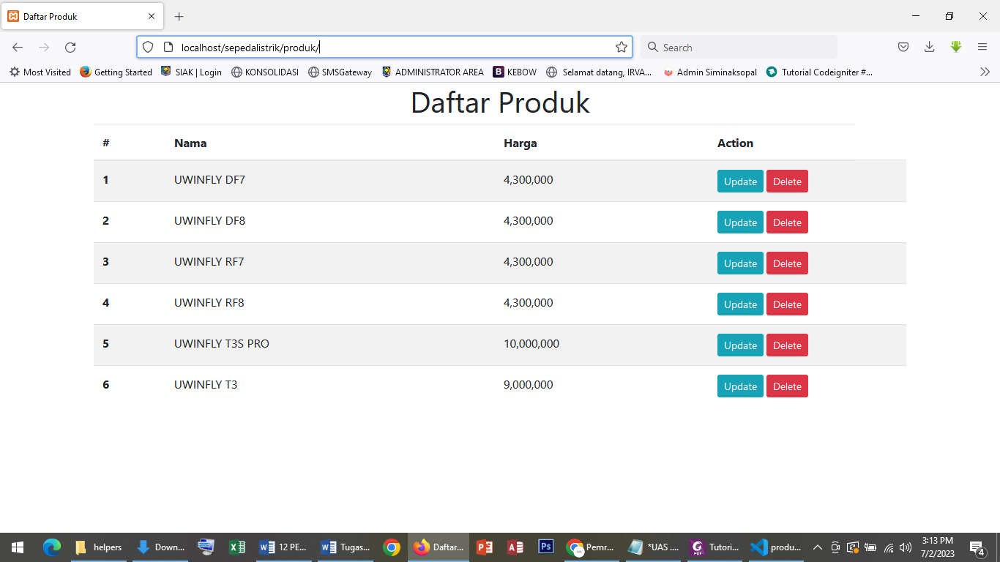 Daftar Produk
localhost/sepedalistrik/produk/
Search
Most Visited
Getting Started
SIAK | Login
KONSOLIDASI
SMSGateway
ADMINISTRATOR AREA
B KEBOW
Selamat datang, IRVA...
Admin Siminaksopal
Tutorial Codeigniter #...
Daftar Produk
# Nama Harga Action
1 UWINFLY DF7 4,300,000 Update Delete
2 UWINFLY DF8 4,300,000 Update Delete
3 UWINFLY RF7 4,300,000 Update Delete
4 UWINFLY RF8 4,300,000 Update Delete
5 UWINFLY T3S PRO 10,000,000 Update Delete
6 UWINFLY T3 9,000,000 Update Delete
helpers
Down...
12 PE...
Tugas...
Daftar...
Ps
Pemr...
*UAS ....
Tutori...
produ...
3:13 PM
7/2/2023
4